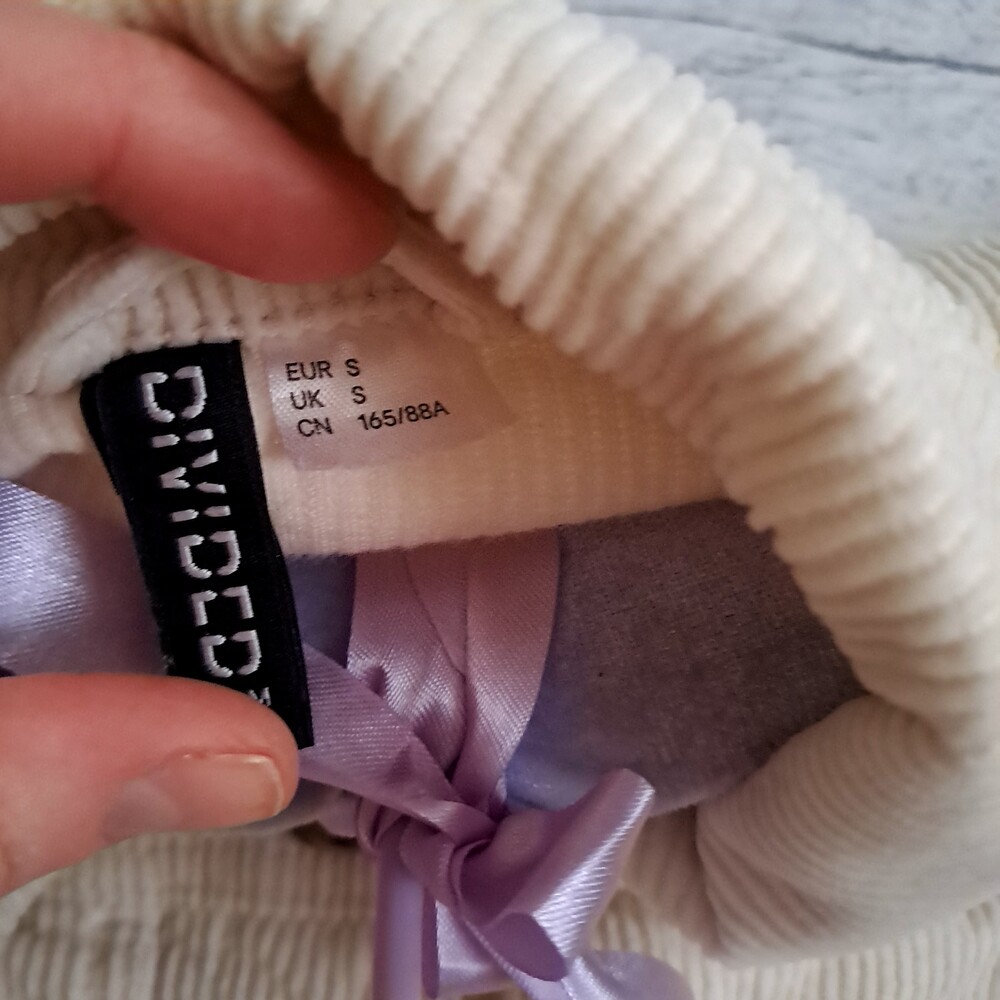 DIVIDED
EUR S
UK S
CN 165/88A